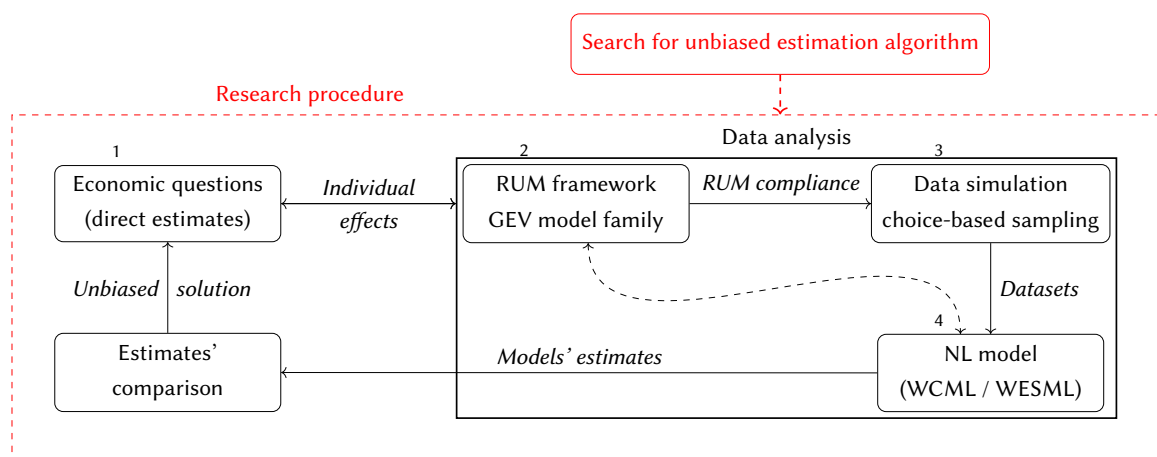 Search for unbiased estimation algorithm
Research procedure
Data analysis
1
Economic questions
(direct estimates)
Individual
effects
2
RUM framework
GEV model family
RUM compliance
3
Data simulation
choice-based sampling
Unbiased solution
Datasets
4
Estimates’
comparison
Models’ estimates
NL model
(WCML / WESML)